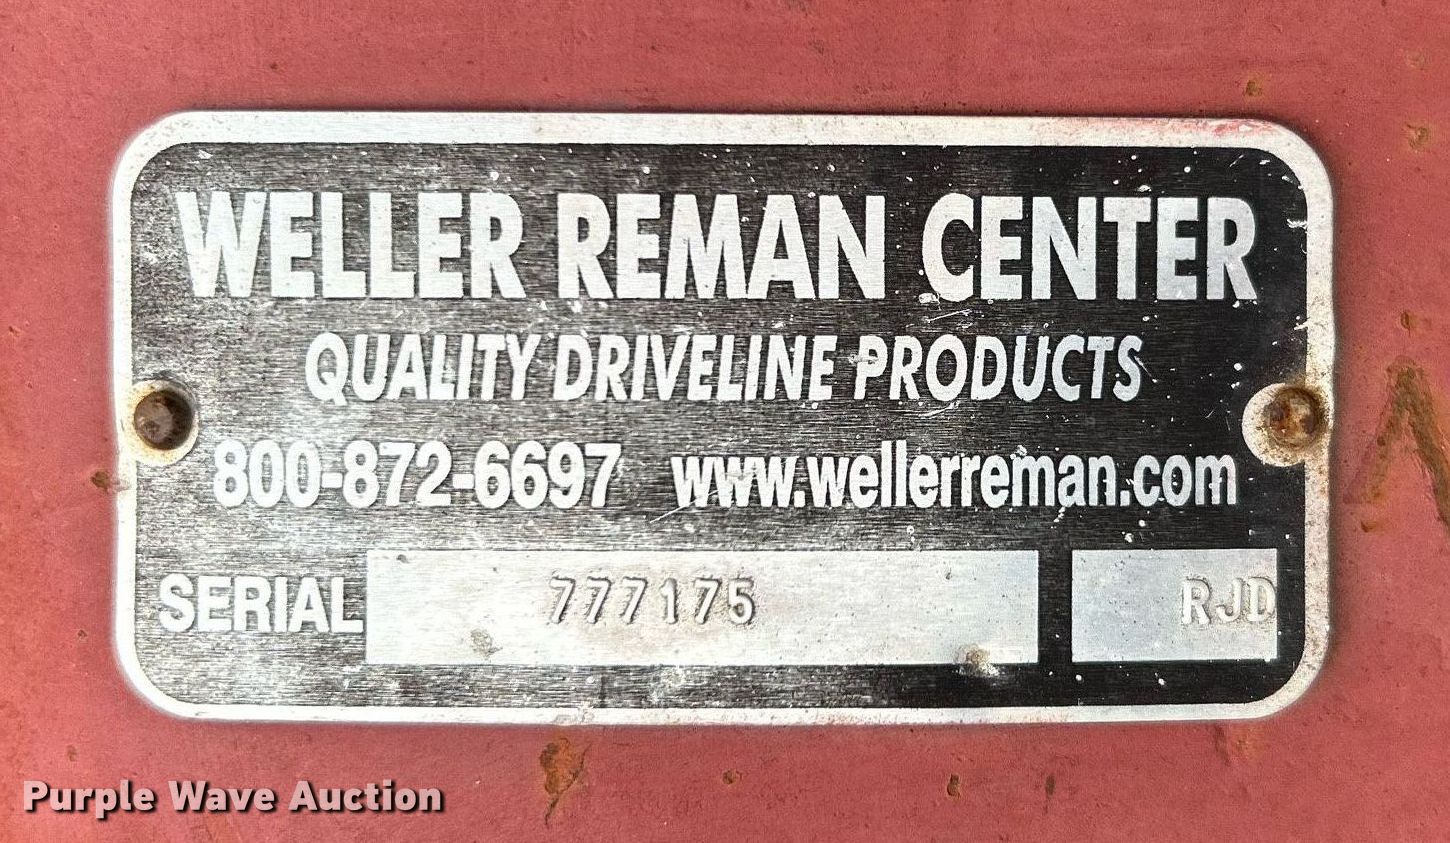 WELLER REMAN CENTER
QUALITY DRIVELINE PRODUCTS
800-872-6697 www.wellerreman.com
SERIAL 777175 RJD
Purple Wave Auction